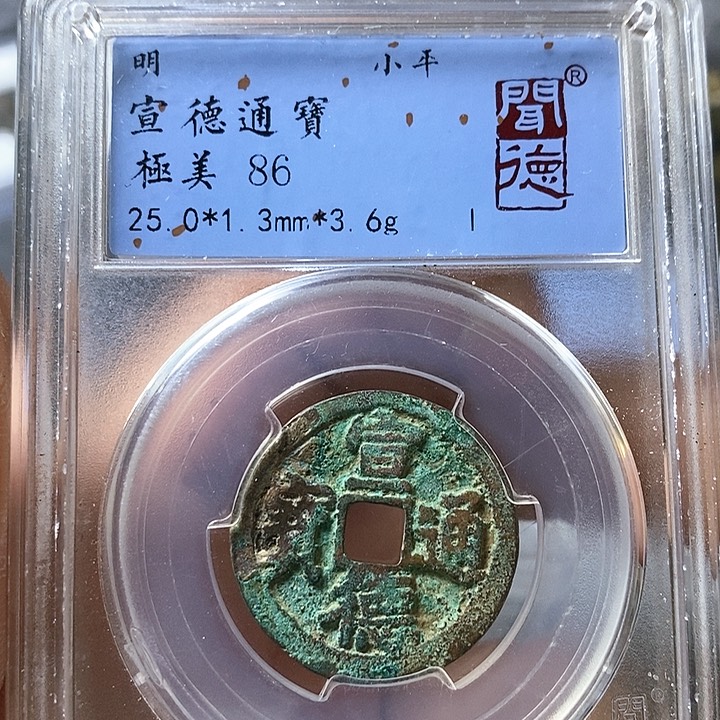 明 小平
宣德通寶
極美 86
25.0*1.3mm*3.6g
聞德®
宣德通寶